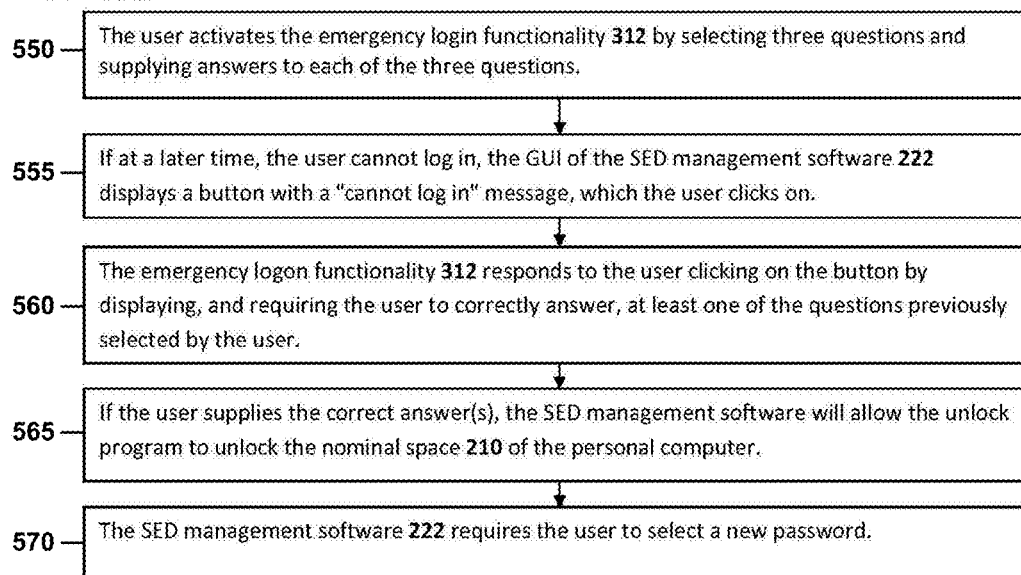 550
The user activates the emergency login functionality 312 by selecting three questions and
supplying answers to each of the three questions.
555
If at a later time, the user cannot log in, the GUI of the SED management software 222
displays a button with a "cannot log in" message, which the user clicks on.
560
The emergency logon functionality 312 responds to the user clicking on the button by
displaying, and requiring the user to correctly answer, at least one of the questions previously
selected by the user.
565
If the user supplies the correct answer(s), the SED management software will allow the unlock
program to unlock the nominal space 210 of the personal computer.
570
The SED management software 222 requires the user to select a new password.